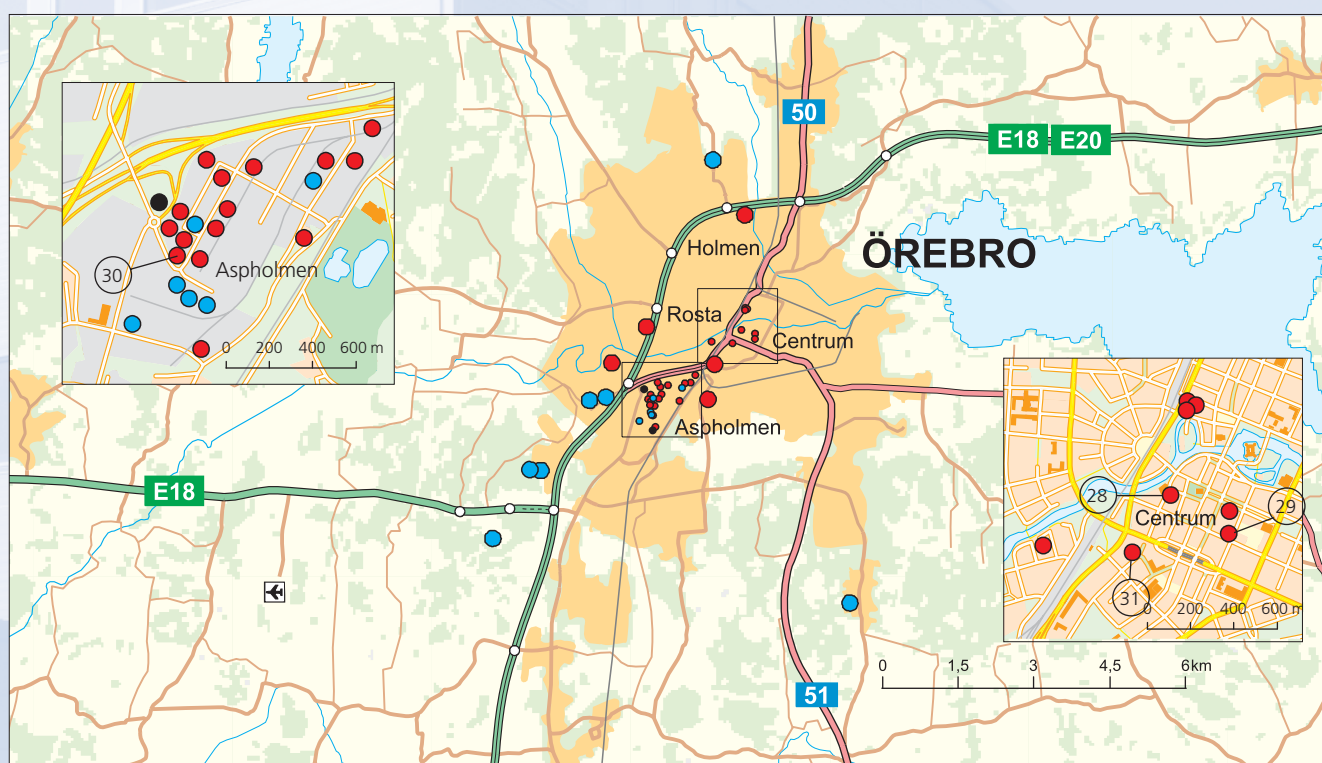 50
E18 E20
ÖREBRO
Holmen
Rosta
Centrum
Aspholmen
E18
51
30
Aspholmen
0 200 400 600 m
28
Centrum
29
31
0 200 400 600 m
0 1,5 3 4,5 6km